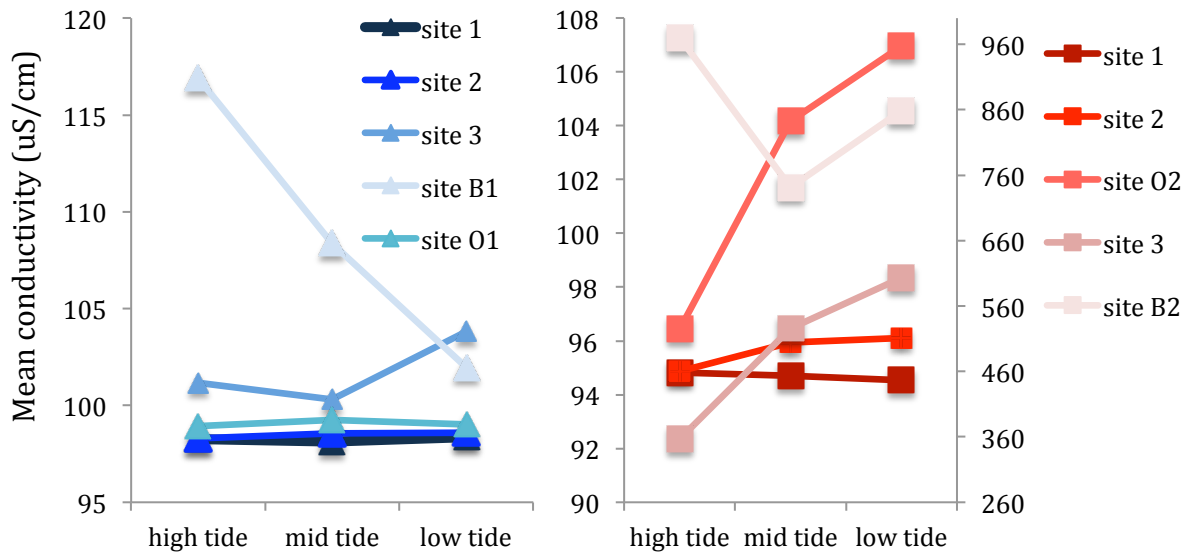 Mean conductivity (uS/cm)
120
115
110
105
100
95
high tide
mid tide
low tide
site 1
site 2
site 3
site B1
site O1
108
106
104
102
100
98
96
94
92
90
high tide
mid tide
low tide
960
860
760
660
560
460
360
260
site 1
site 2
site O2
site 3
site B2